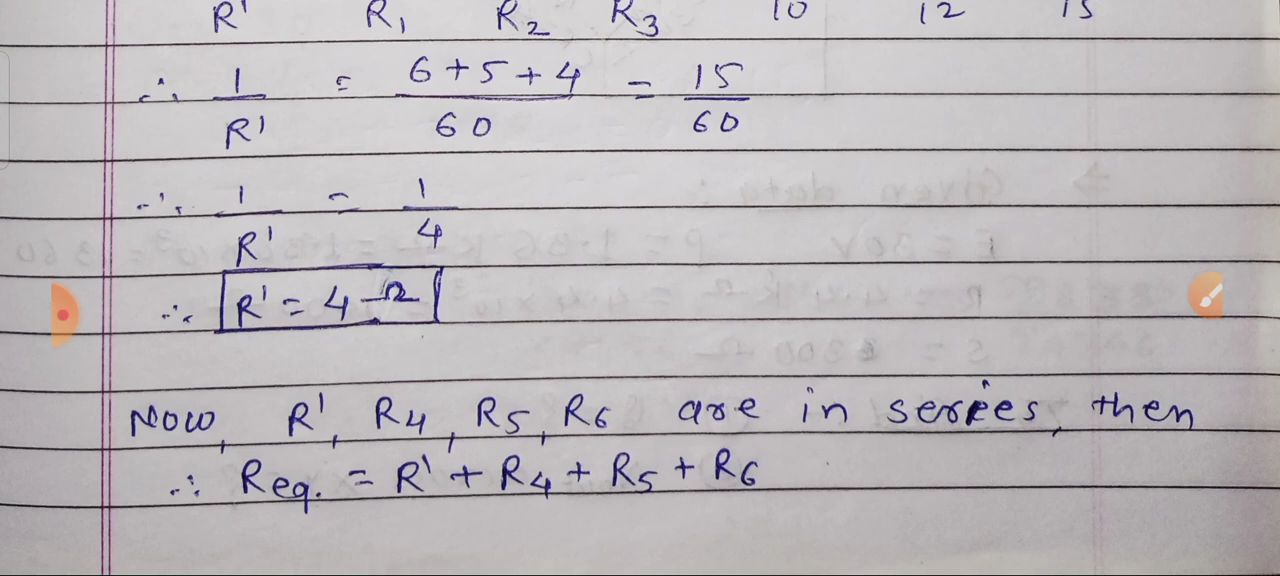 R' R1 R2 R3 10 12 15
∴ 1/R' = (6+5+4)/60 = 15/60
∴ 1/R' = 1/4
∴ R' = 4 Ω
Now, R', R4, R5, R6 are in series, then
∴ Req. = R' + R4 + R5 + R6